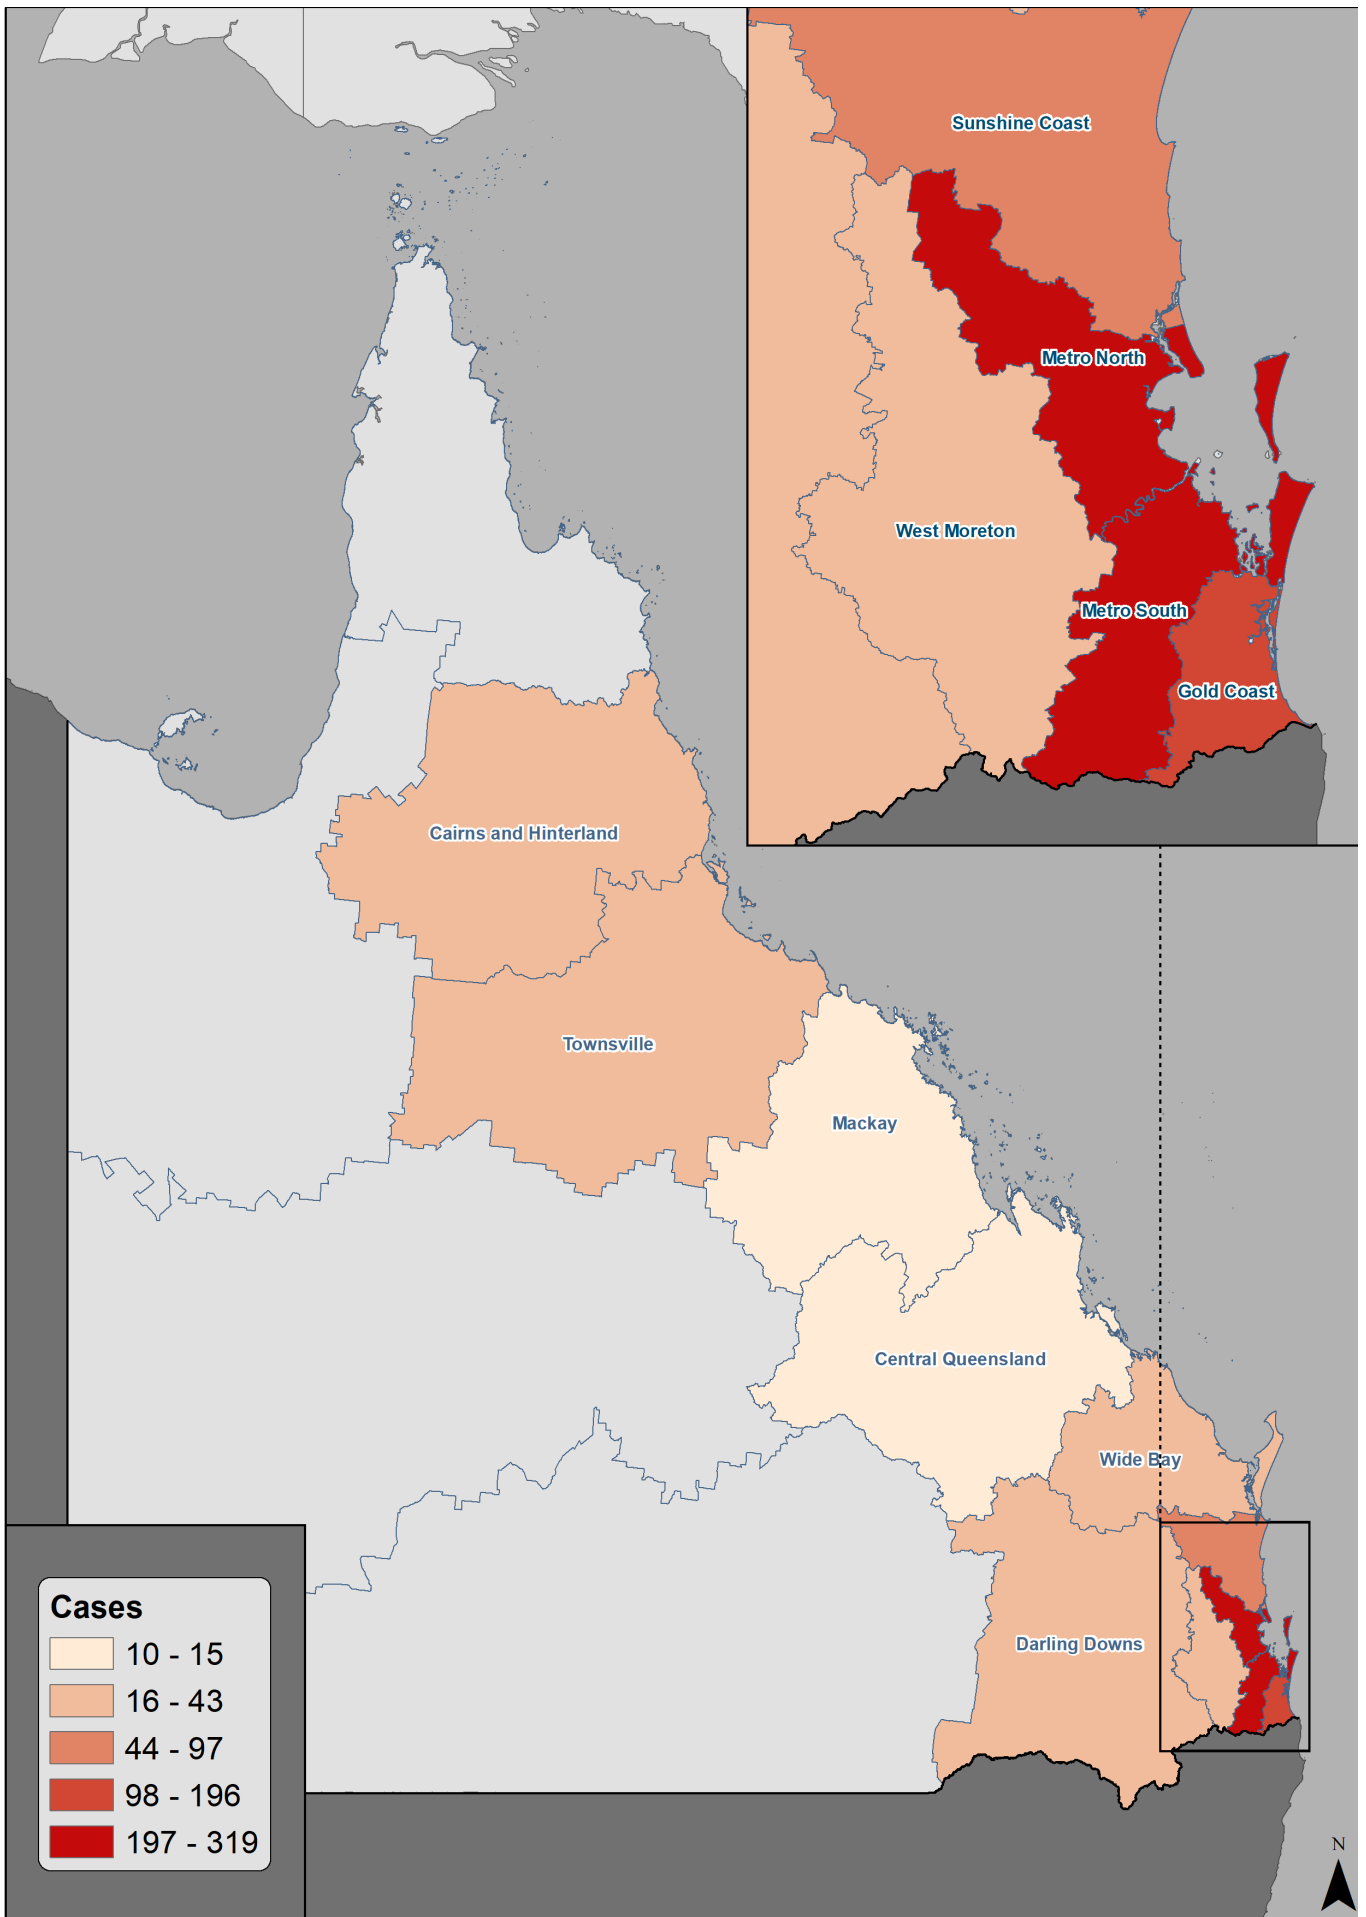 Sunshine Coast
Metro North
West Moreton
Metro South
Gold Coast
Cairns and Hinterland
Townsville
Mackay
Central Queensland
Wide Bay
Darling Downs
Cases
10 - 15
16 - 43
44 - 97
98 - 196
197 - 319
N